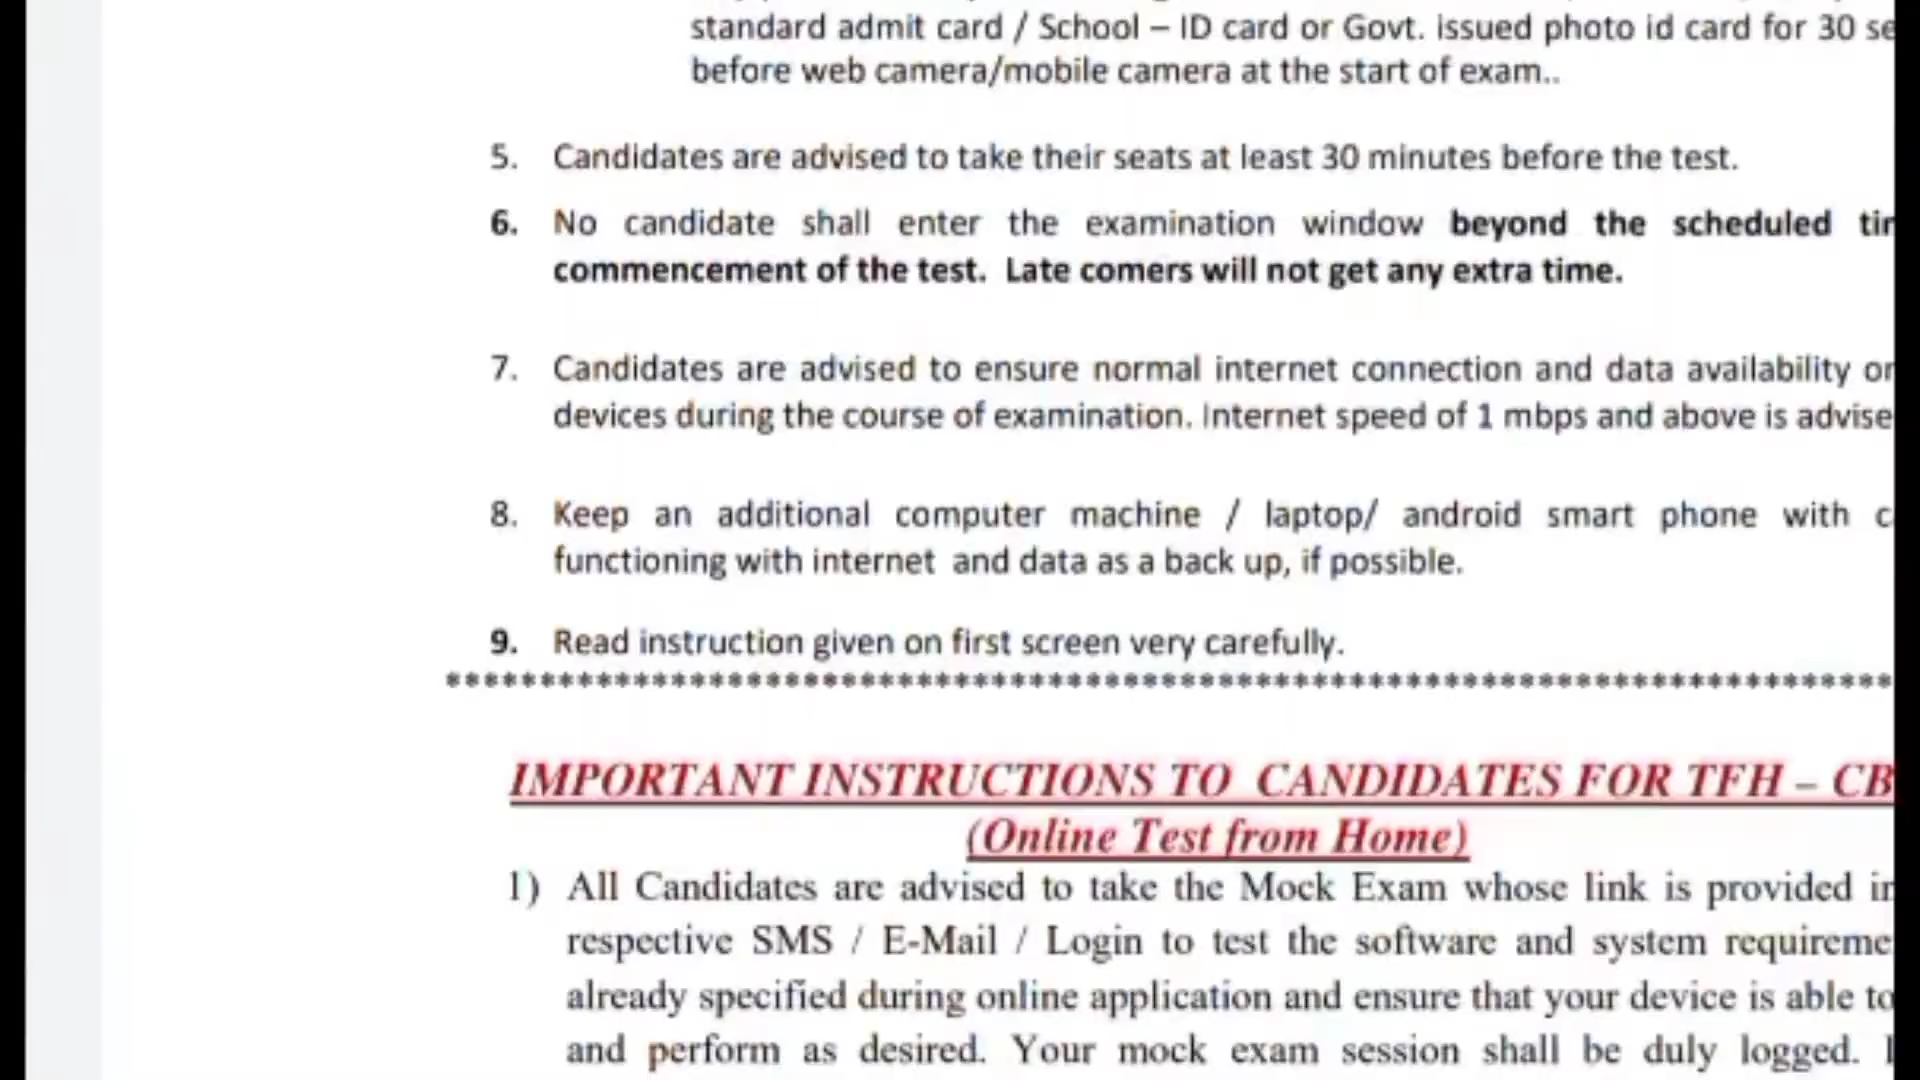 standard admit card / School – ID card or Govt. issued photo id card for 30 se
before web camera/mobile camera at the start of exam..
5. Candidates are advised to take their seats at least 30 minutes before the test.
6. No candidate shall enter the examination window beyond the scheduled
commencement of the test. Late comers will not get any extra time.
7. Candidates are advised to ensure normal internet connection and data availability
devices during the course of examination. Internet speed of 1 mbps and above is advise
8. Keep an additional computer machine / laptop/ android smart phone with c
functioning with internet and data as a back up, if possible.
9. Read instruction given on first screen very carefully.
IMPORTANT INSTRUCTIONS TO CANDIDATES FOR TFH – CB
(Online Test from Home)
1) All Candidates are advised to take the Mock Exam whose link is provided
respective SMS / E-Mail / Login to test the software and system requireme
already specified during online application and ensure that your device is able to
and perform as desired. Your mock exam session shall be duly logged.